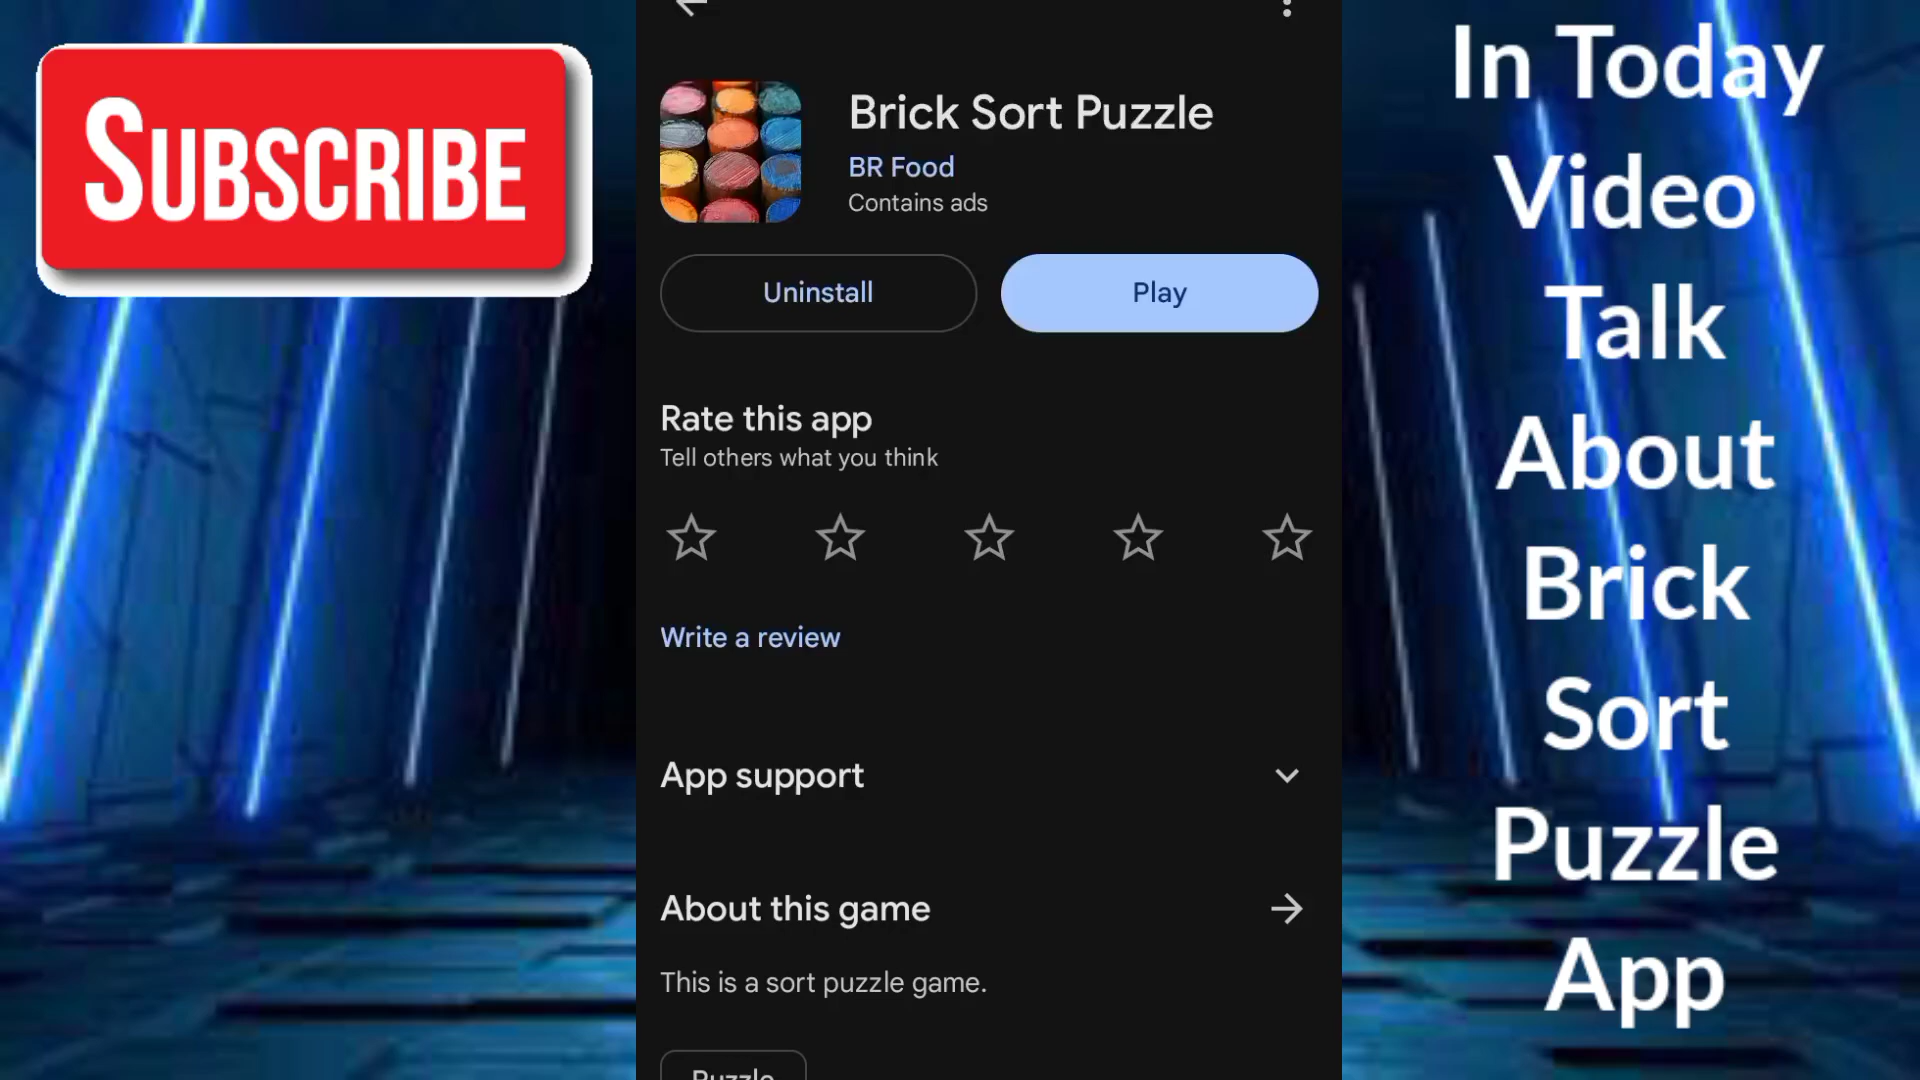 SUBSCRIBE
Brick Sort Puzzle
BR Food
Contains ads
Uninstall
Play
Rate this app
Tell others what you think
Write a review
App support
About this game
This is a sort puzzle game.
Puzzle
In Today
Video
Talk
About
Brick
Sort
Puzzle
App